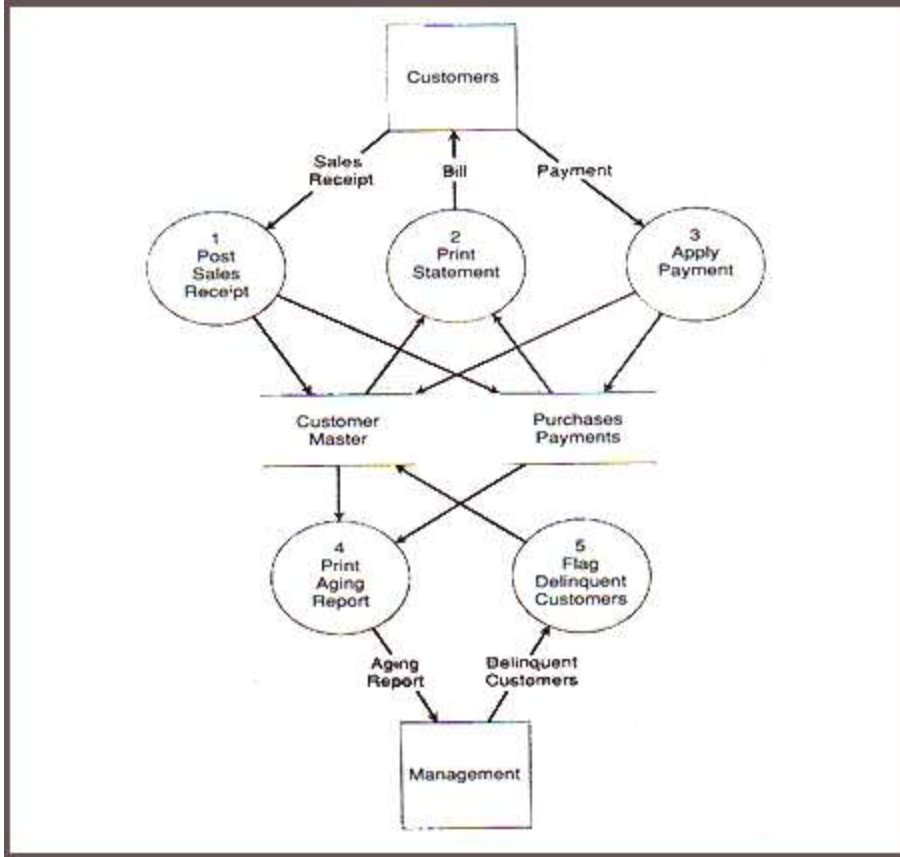 Customers
Sales
Receipt
Bill
Payment
1
Post
Sales
Receipt
2
Print
Statement
3
Apply
Payment
Customer
Master
Purchases
Payments
4
Print
Aging
Report
5
Flag
Delinquent
Customers
Aging
Report
Delinquent
Customers
Management